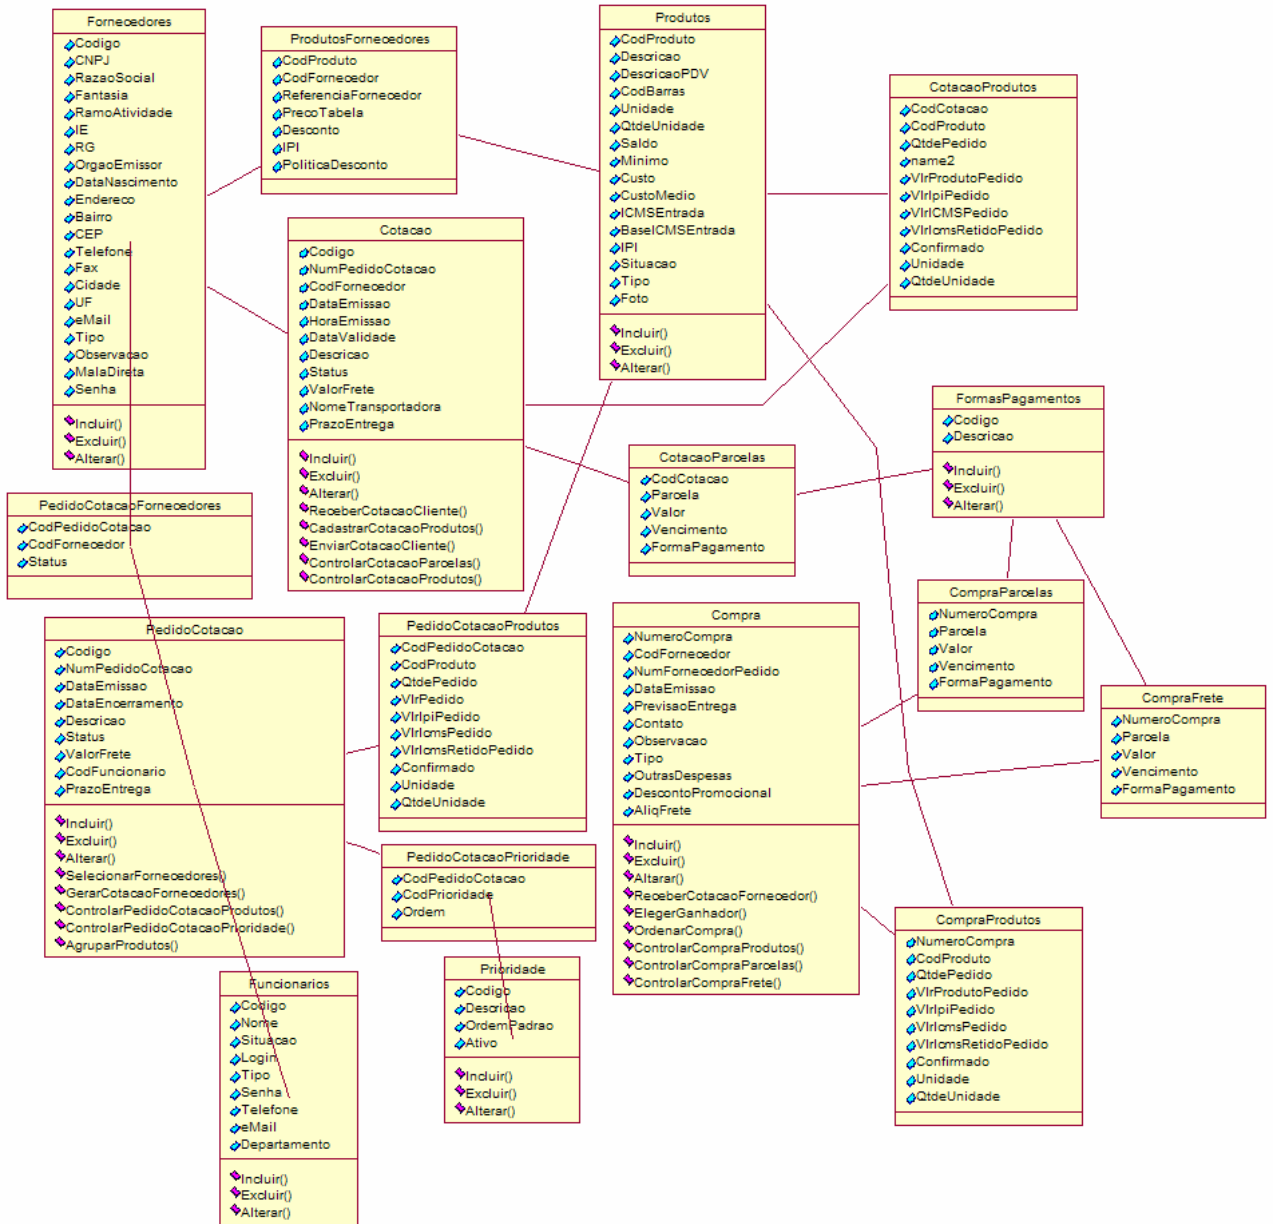 Fornecedores
Codigo
CNPJ
RazaoSocial
Fantasia
RamoAtividade
IE
RG
OrgaoEmissor
DataNascimento
Endereco
Bairro
CEP
Telefone
Fax
Cidade
UF
eMail
Tipo
Observacao
MalaDireta
Senha
Incluir()
Excluir()
Alterar()
ProdutosFornecedores
CodProduto
CodFornecedor
ReferenciaFornecedor
PrecoTabela
Desconto
IPI
PoliticaDesconto
Produtos
CodProduto
Descricao
DescricaoPDV
CodBarras
Unidade
QtdeUnidade
Saldo
Minimo
Custo
CustoMedio
ICMSEntrada
BaseICMSEntrada
IPI
Situacao
Tipo
Foto
Incluir()
Excluir()
Alterar()
CotacaoProdutos
CodCotacao
CodProduto
QtdePedido
name2
VlrProdutoPedido
VlrIpiPedido
VlrICMSPedido
VlrIcmsRetidoPedido
Confirmado
Unidade
QtdeUnidade
Cotacao
Codigo
NumPedidoCotacao
CodFornecedor
DataEmissao
HoraEmissao
DataValidade
Descricao
Status
ValorFrete
NomeTransportadora
PrazoEntrega
Incluir()
Excluir()
Alterar()
ReceberCotacaoCliente()
CadastrarCotacaoProdutos()
EnviarCotacaoCliente()
ControlarCotacaoParcelas()
ControlarCotacaoProdutos()
FormasPagamentos
Codigo
Descricao
Incluir()
Excluir()
Alterar()
CotacaoParcelas
CodCotacao
Parcela
Valor
Vencimento
FormaPagamento
PedidoCotacaoFornecedores
CodPedidoCotacao
CodFornecedor
Status
PedidoCotacao
Codigo
NumPedidoCotacao
DataEmissao
DataEncerramento
Descricao
Status
ValorFrete
CodFuncionario
PrazoEntrega
Incluir()
Excluir()
Alterar()
SelecionarFornecedores()
GerarCotacaoFornecedores()
ControlarPedidoCotacaoProdutos()
ControlarPedidoCotacaoPrioridade()
AgruparProdutos()
PedidoCotacaoProdutos
CodPedidoCotacao
CodProduto
QtdePedido
VlrPedido
VlrIpiPedido
VlrIcmsPedido
VlrIcmsRetidoPedido
Confirmado
Unidade
QtdeUnidade
Compra
NumeroCompra
CodFornecedor
NumFornecedorPedido
DataEmissao
PrevisaoEntrega
Contato
Observacao
Tipo
OutrasDespesas
DescontoPromocional
AliqFrete
Incluir()
Excluir()
Altarar()
ReceberCotacaoFornecedor()
ElegerGanhador()
OrdenarCompra()
ControlarCompraProdutos()
ControlarCompraParcelas()
ControlarCompraFrete()
CompraParcelas
NumeroCompra
Parcela
Valor
Vencimento
FormaPagamento
CompraFrete
NumeroCompra
Parcela
Valor
Vencimento
FormaPagamento
PedidoCotacaoPrioridade
CodPedidoCotacao
CodPrioridade
Ordem
CompraProdutos
NumeroCompra
CodProduto
QtdePedido
VlrProdutoPedido
VlrIpiPedido
VlrIcmsPedido
VlrIcmsRetidoPedido
Confirmado
Unidade
QtdeUnidade
Prioridade
Codigo
Descricao
OrdemPadrao
Ativo
Incluir()
Excluir()
Alterar()
Funcionarios
Codigo
Nome
Situacao
Login
Tipo
Senha
Telefone
eMail
Departamento
Incluir()
Excluir()
Alterar()